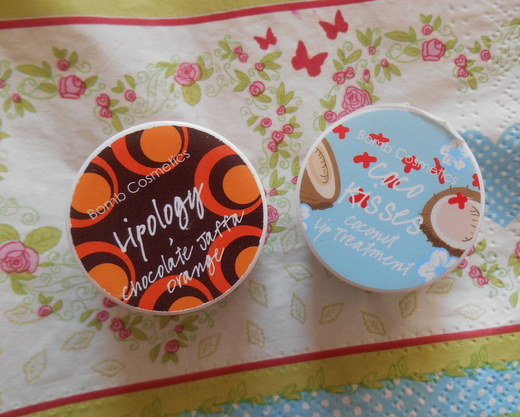 Bomb Cosmetics
Lipology
chocolate jaffa
orange
Bomb Cosmetics
coco
kisses
coconut
Lip Treatment